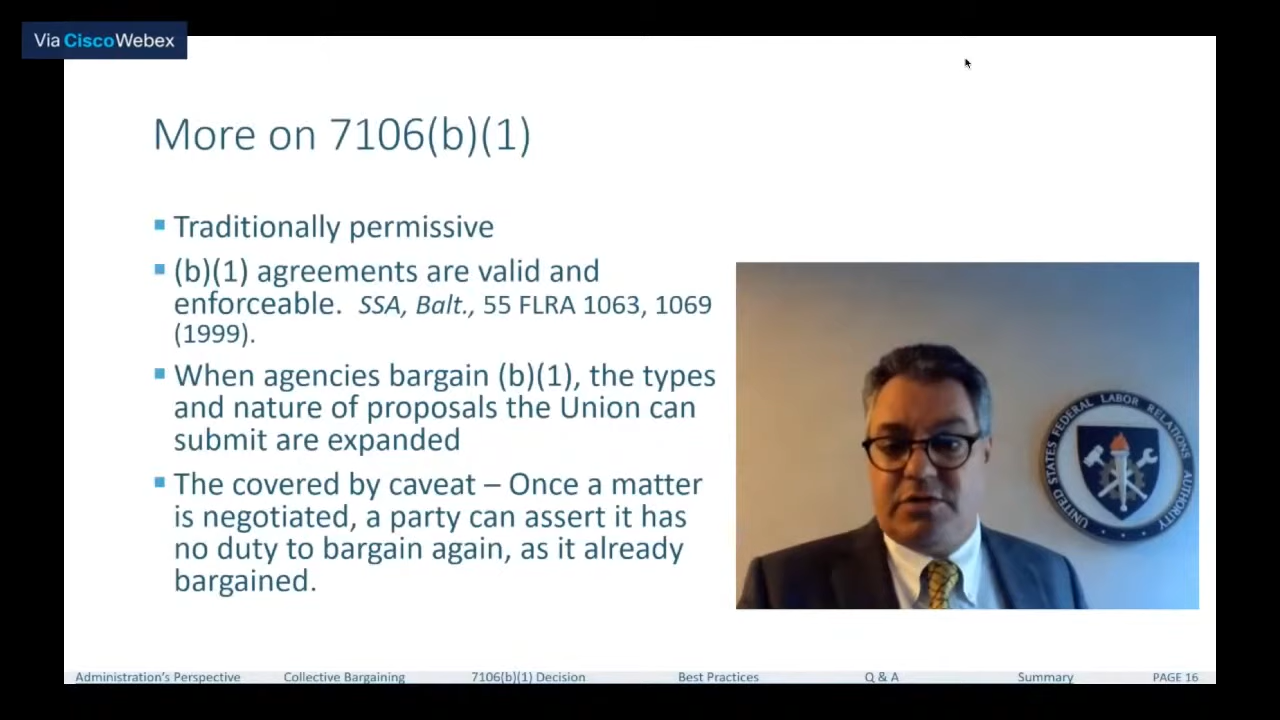 Via CiscoWebex
More on 7106(b)(1)
Traditionally permissive
(b)(1) agreements are valid and
enforceable. SSA, Balt., 55 FLRA 1063, 1069
(1999).
When agencies bargain (b)(1), the types
and nature of proposals the Union can
submit are expanded
The covered by caveat – Once a matter
is negotiated, a party can assert it has
no duty to bargain again, as it already
bargained.
UNITED STATES FEDERAL LABOR RELATIONS AUTHORITY
Administration's Perspective Collective Bargaining 7106(b)(1) Decision Best Practices Q & A Summary PAGE 16